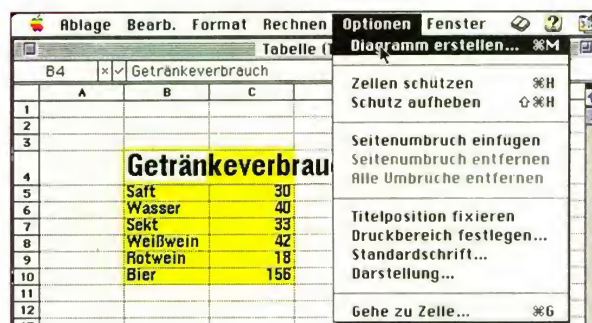 Ablage Bearb. Format Rechnen Optionen Fenster
Tabelle
B4 Getränkeverbrauch
A B C
1
2
3
4 Getränkeverbrau
5 Saft 30
6 Wasser 40
7 Sekt 33
8 Weißwein 42
9 Rotwein 18
10 Bier 156
11
12
Diagramm erstellen... ⌘M
Zellen schützen ⌘H
Schutz aufheben ⇧⌘H
Seitenumbruch einfügen
Seitenumbruch entfernen
Alle Umbrüche entfernen
Titelposition fixieren
Druckbereich festlegen...
Standardschrift...
Darstellung...
Gehe zu Zelle... ⌘G